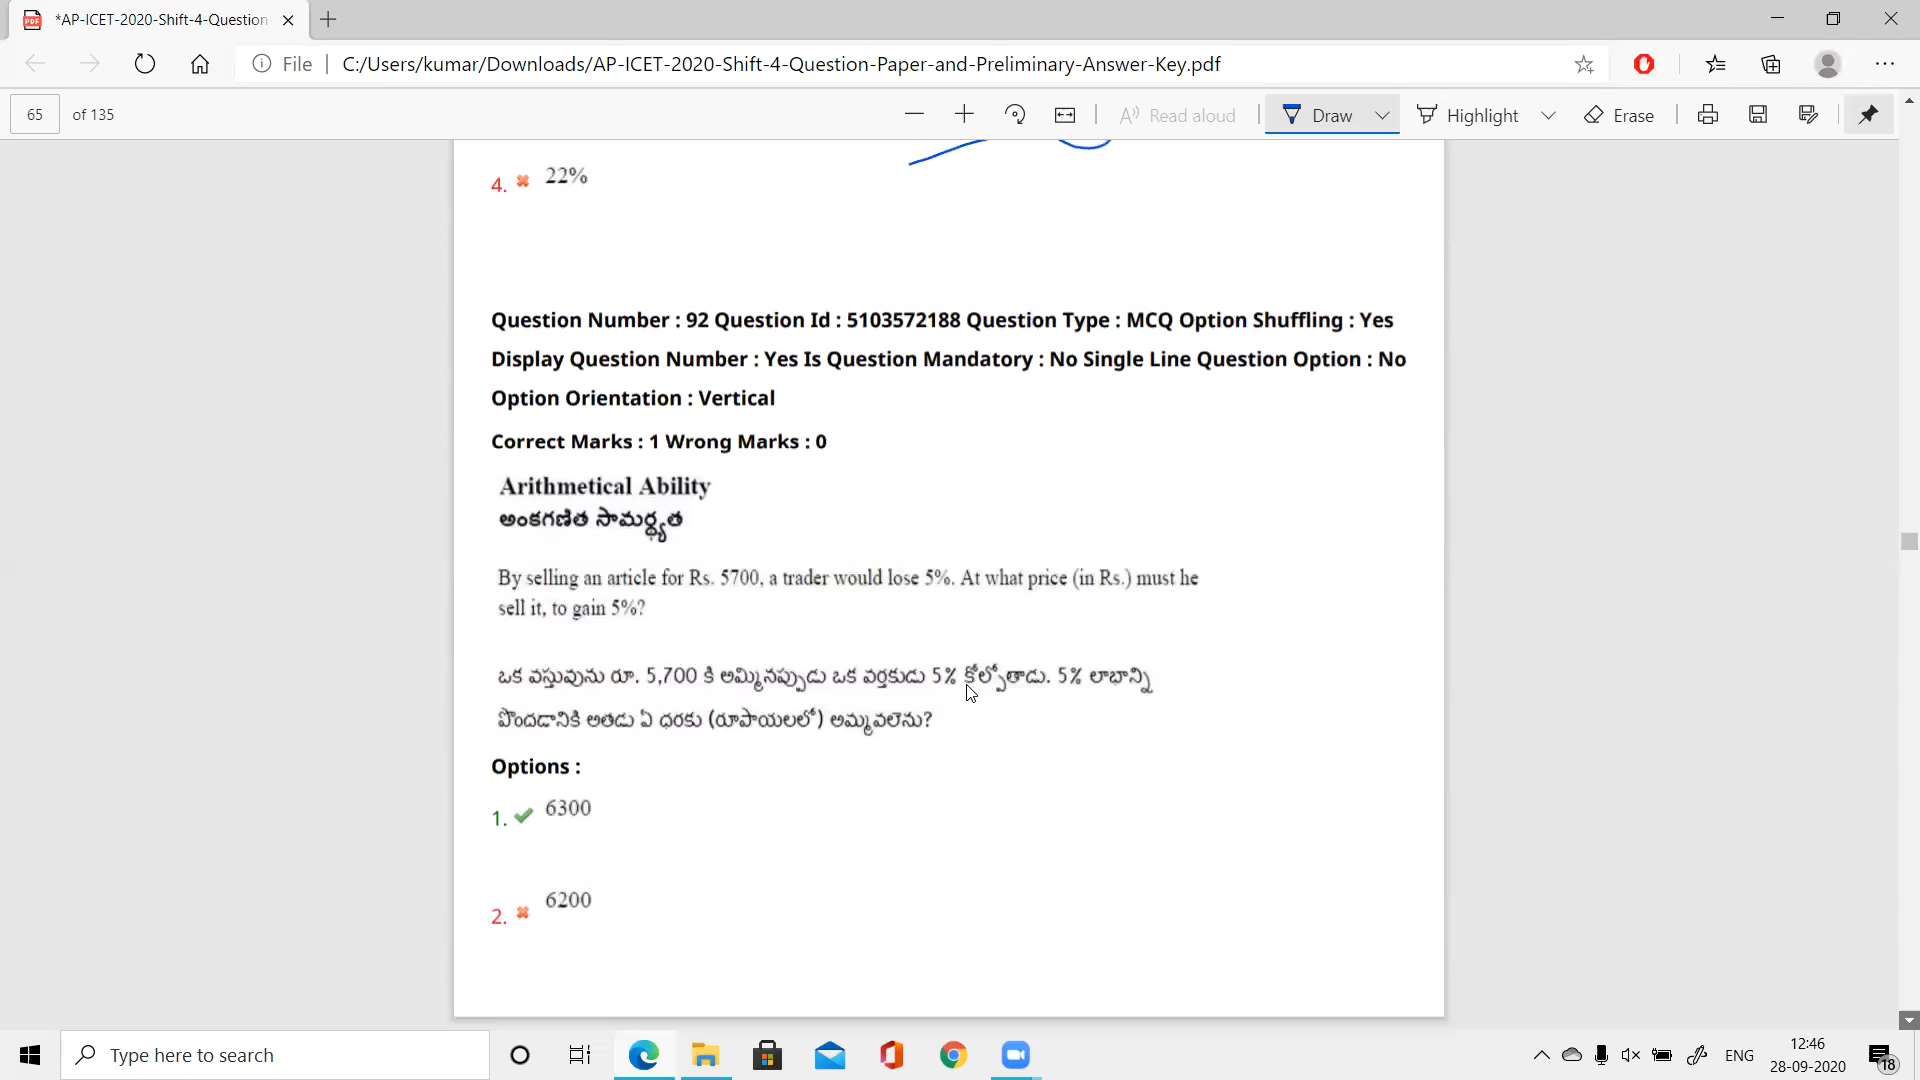 *AP-ICET-2020-Shift-4-Question
File
C:/Users/kumar/Downloads/AP-ICET-2020-Shift-4-Question-Paper-and-Preliminary-Answer-Key.pdf
65 of 135
Read aloud
Draw
Highlight
Erase
4. 22%
Question Number : 92 Question Id : 5103572188 Question Type : MCQ Option Shuffling : Yes
Display Question Number : Yes Is Question Mandatory : No Single Line Question Option : No
Option Orientation : Vertical
Correct Marks : 1 Wrong Marks : 0
Arithmetical Ability
అంకగణిత సామర్థ్యత
By selling an article for Rs. 5700, a trader would lose 5%. At what price (in Rs.) must he
sell it, to gain 5%?
ఒక వస్తువును రూ. 5,700 కి అమ్మినప్పుడు ఒక వర్తకుడు 5% కోల్పోతాడు. 5% లాభాన్ని
పొందడానికి అతడు ఏ ధరకు (రూపాయలలో) అమ్మవలెను?
Options :
1. 6300
2. 6200
Type here to search
ENG
12:46
28-09-2020
18